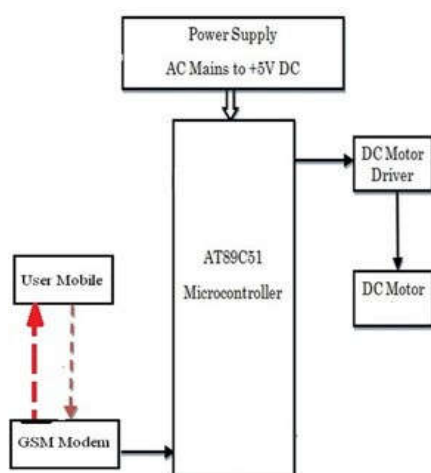 Power Supply
AC Mains to +5V DC
DC Motor
Driver
AT89C51
Microcontroller
User Mobile
DC Motor
GSM Modem